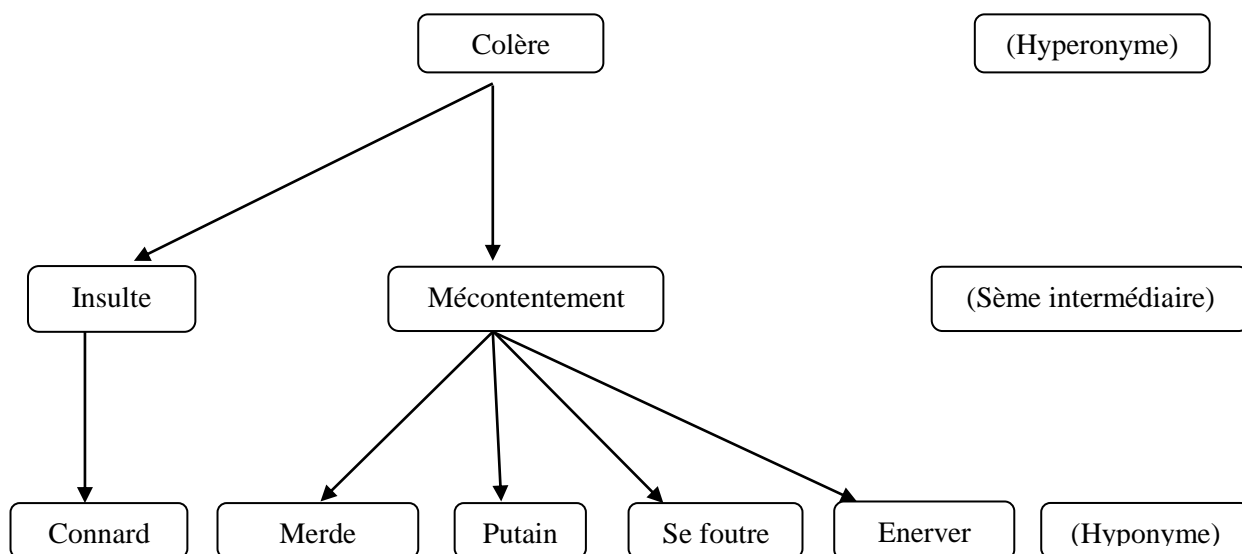 Colère (Hyperonyme)
Insulte Mécontentement (Sème intermédiaire)
Connard Merde Putain Se foutre Enerver (Hyponyme)